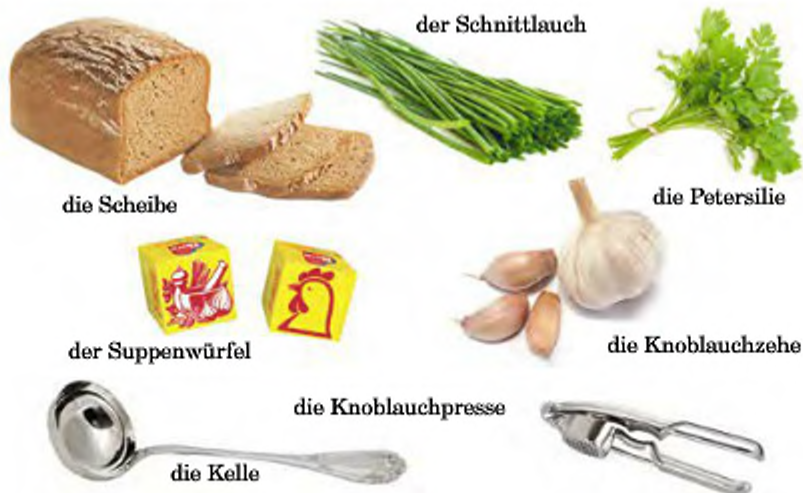 der Schnittlauch
die Scheibe
die Petersilie
der Suppenwürfel
die Knoblauchzehe
die Knoblauchpresse
die Kelle